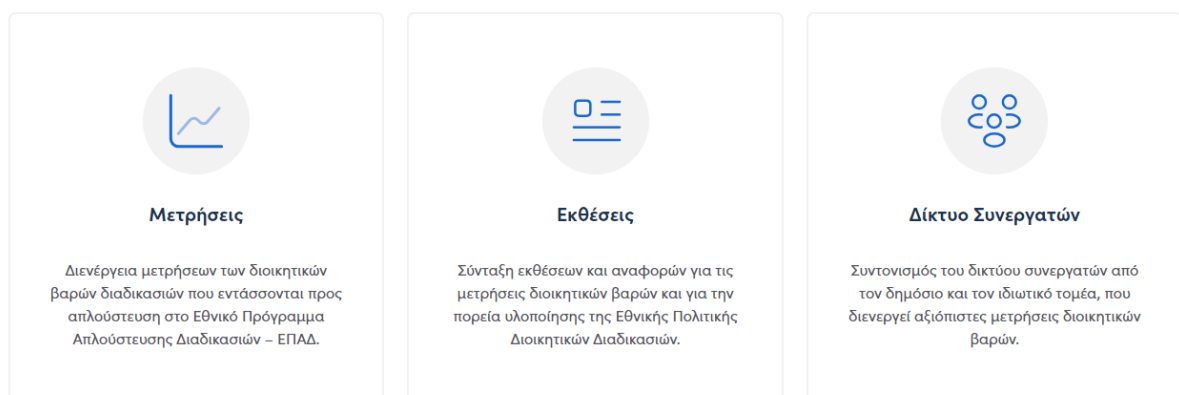 Μετρήσεις
Διενέργεια μετρήσεων των διοικητικών
βαρών διαδικασιών που εντάσσονται προς
απλούστευση στο Εθνικό Πρόγραμμα
Απλούστευσης Διαδικασιών – ΕΠΑΔ.
Εκθέσεις
Σύνταξη εκθέσεων και αναφορών για τις
μετρήσεις διοικητικών βαρών και για την
πορεία υλοποίησης της Εθνικής Πολιτικής
Διοικητικών Διαδικασιών.
Δίκτυο Συνεργατών
Συντονισμός του δικτύου συνεργατών από
τον δημόσιο και τον ιδιωτικό τομέα, που
διενεργεί αξιόπιστες μετρήσεις διοικητικών
βαρών.